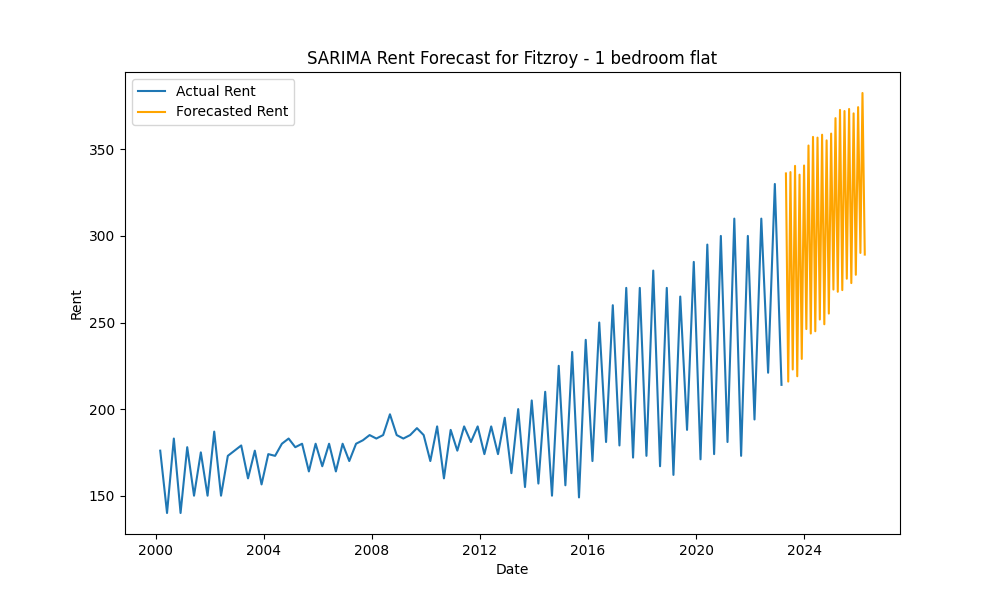 SARIMA Rent Forecast for Fitzroy - 1 bedroom flat
Actual Rent
Forecasted Rent
350
300
250
200
150
Rent
2000 2004 2008 2012 2016 2020 2024
Date